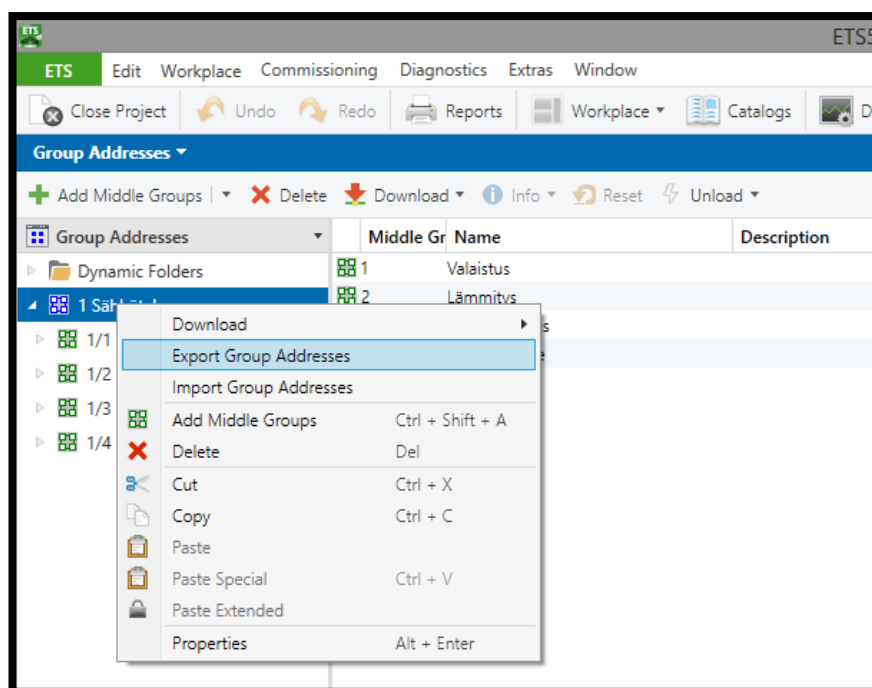 ETS
ETS5
ETS Edit Workplace Commissioning Diagnostics Extras Window
Close Project Undo Redo Reports Workplace Catalogs D
Group Addresses
Add Middle Groups Delete Download Info Reset Unload
Group Addresses Middle Gr Name Description
Dynamic Folders 1 Valaistus
1 2 Lämmitys
Download s
1/1 Export Group Addresses e
Import Group Addresses
1/2
1/3 Add Middle Groups Ctrl + Shift + A
1/4 Delete Del
Cut Ctrl + X
Copy Ctrl + C
Paste
Paste Special Ctrl + V
Paste Extended
Properties Alt + Enter